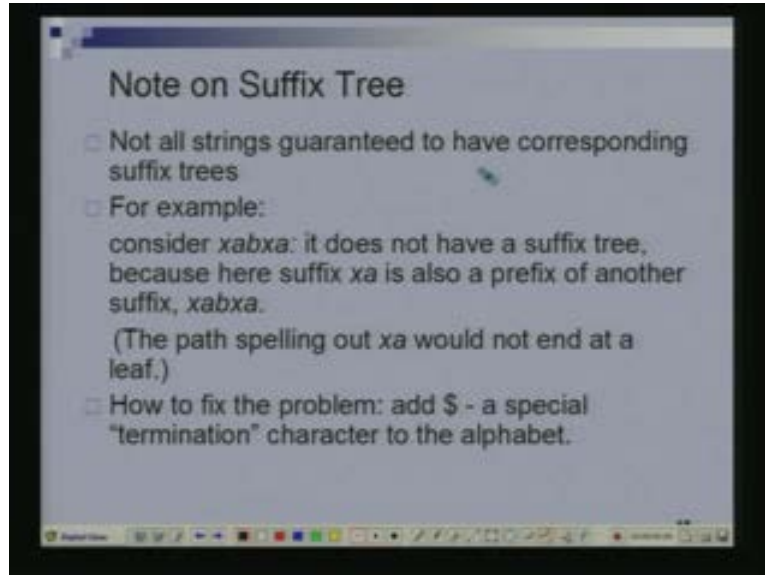 Note on Suffix Tree
Not all strings guaranteed to have corresponding
suffix trees
For example:
consider xabxa: it does not have a suffix tree,
because here suffix xa is also a prefix of another
suffix, xabxa.
(The path spelling out xa would not end at a
leaf.)
How to fix the problem: add $ - a special
"termination" character to the alphabet.